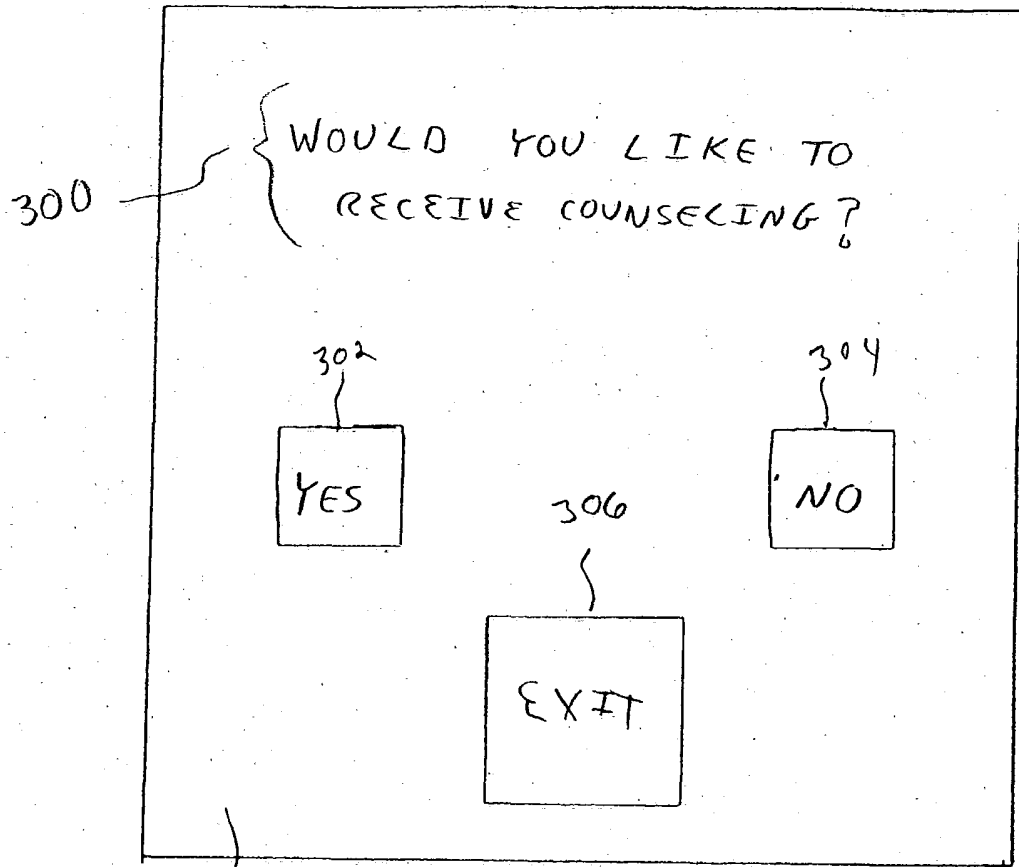 WOULD YOU LIKE TO
300
RECEIVE COUNSELING?
302
304
YES
NO
306
EXIT